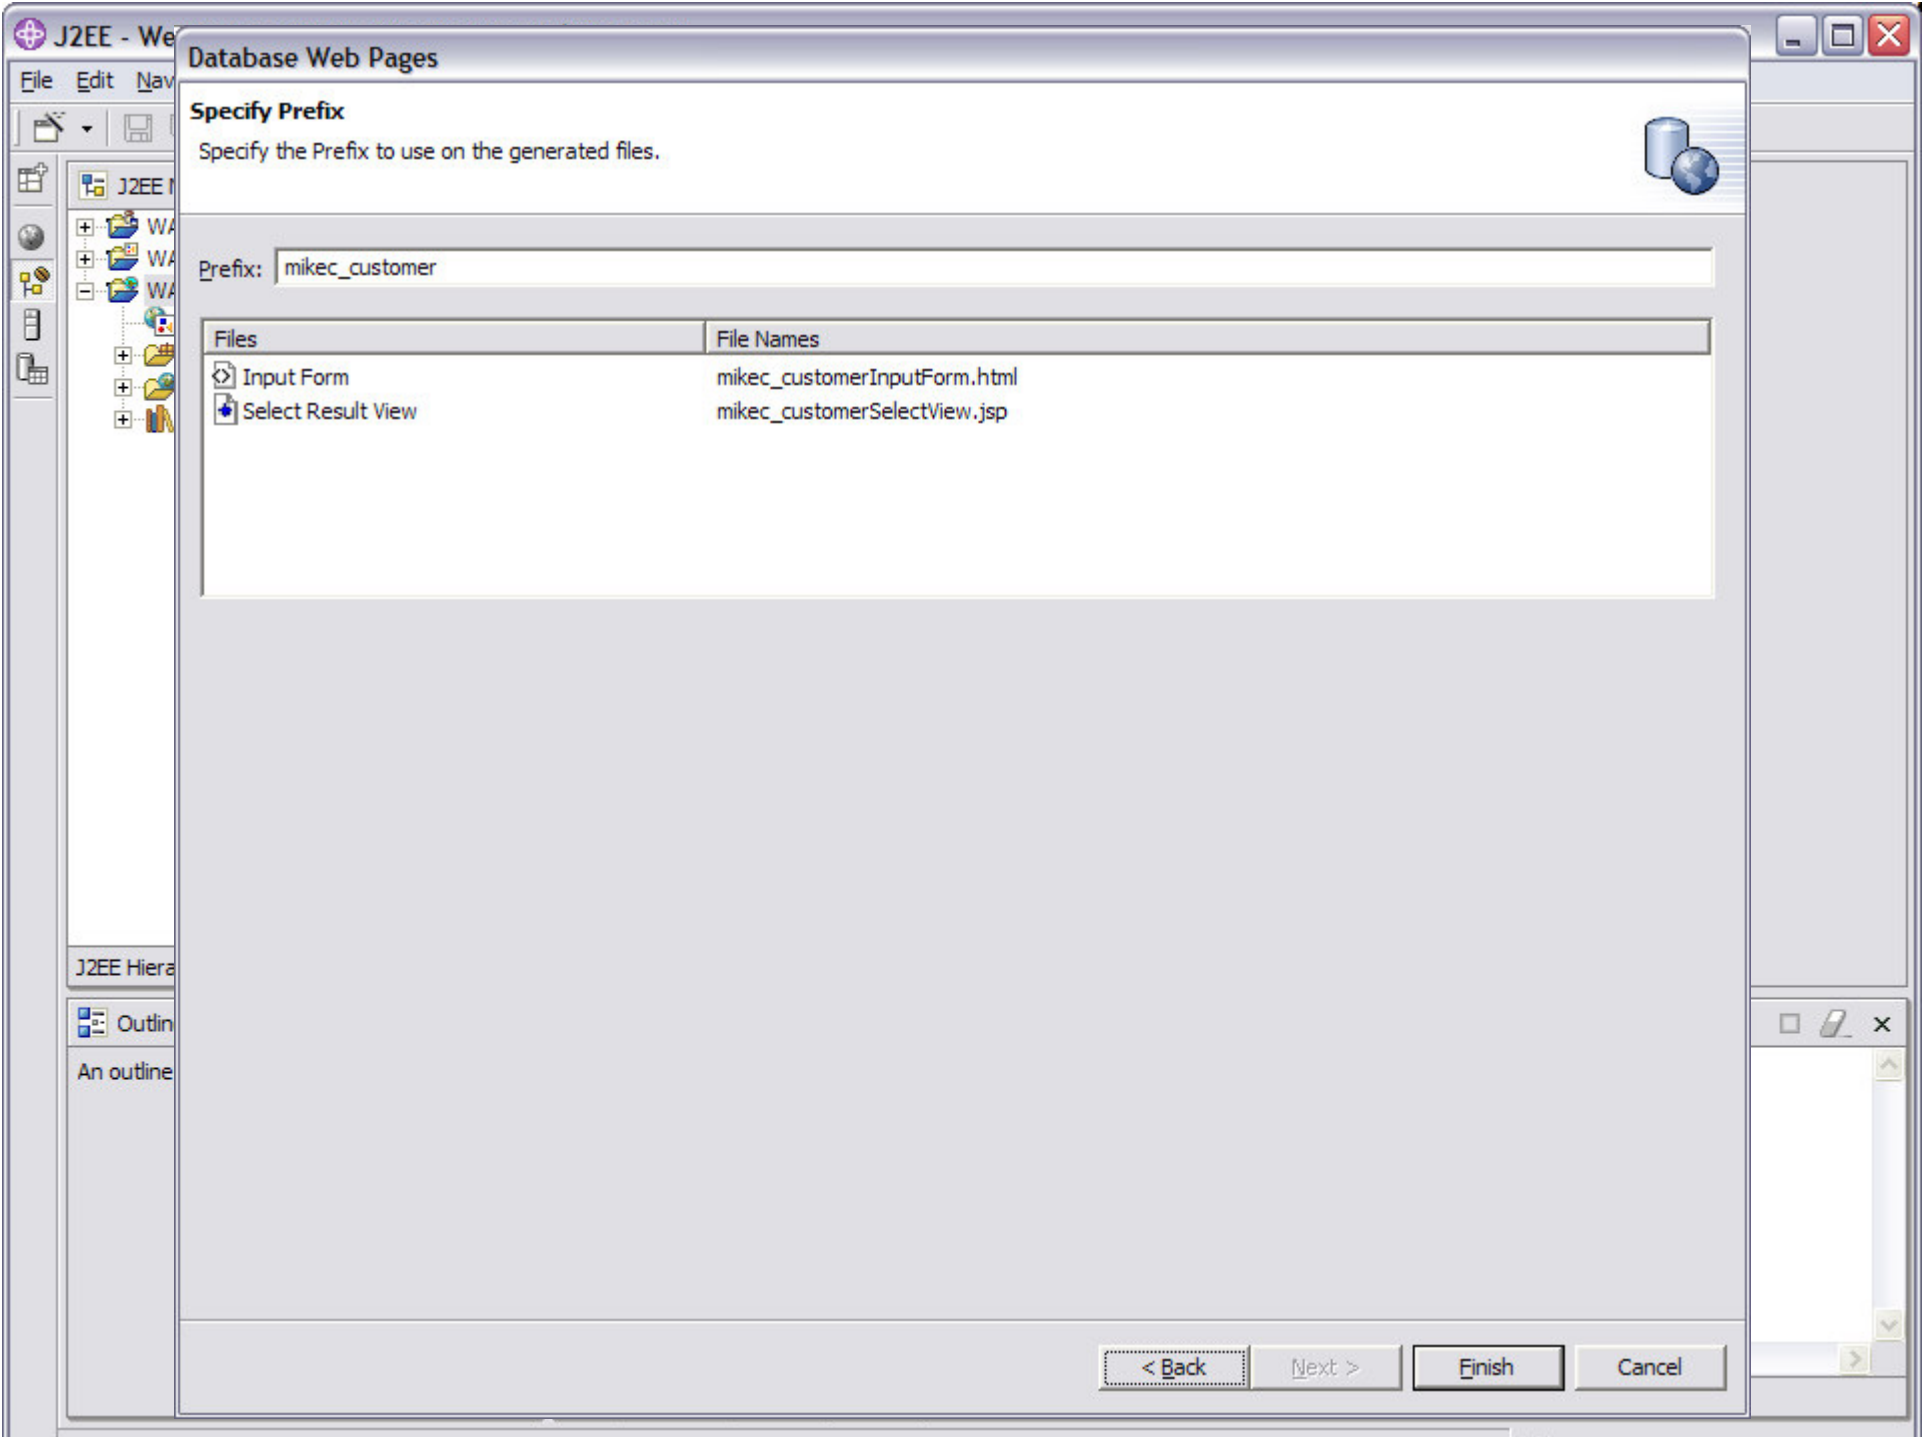 J2EE - We
Database Web Pages
File Edit Nav
Specify Prefix
Specify the Prefix to use on the generated files.
J2EE
WA
WA
WA
Prefix: mikec_customer
Files File Names
Input Form mikec_customerInputForm.html
Select Result View mikec_customerSelectView.jsp
J2EE Hiera
Outlin
An outline
< Back Next > Finish Cancel